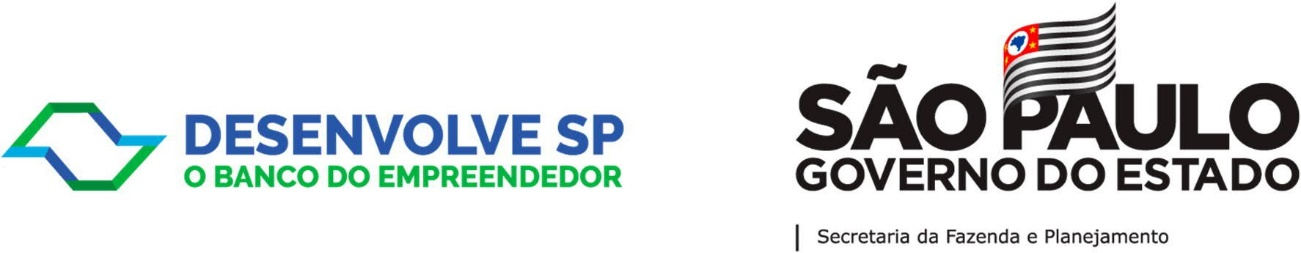 DESENVOLVE SP
O BANCO DO EMPREENDEDOR
SÃO PAULO
GOVERNO DO ESTADO
Secretaria da Fazenda e Planejamento